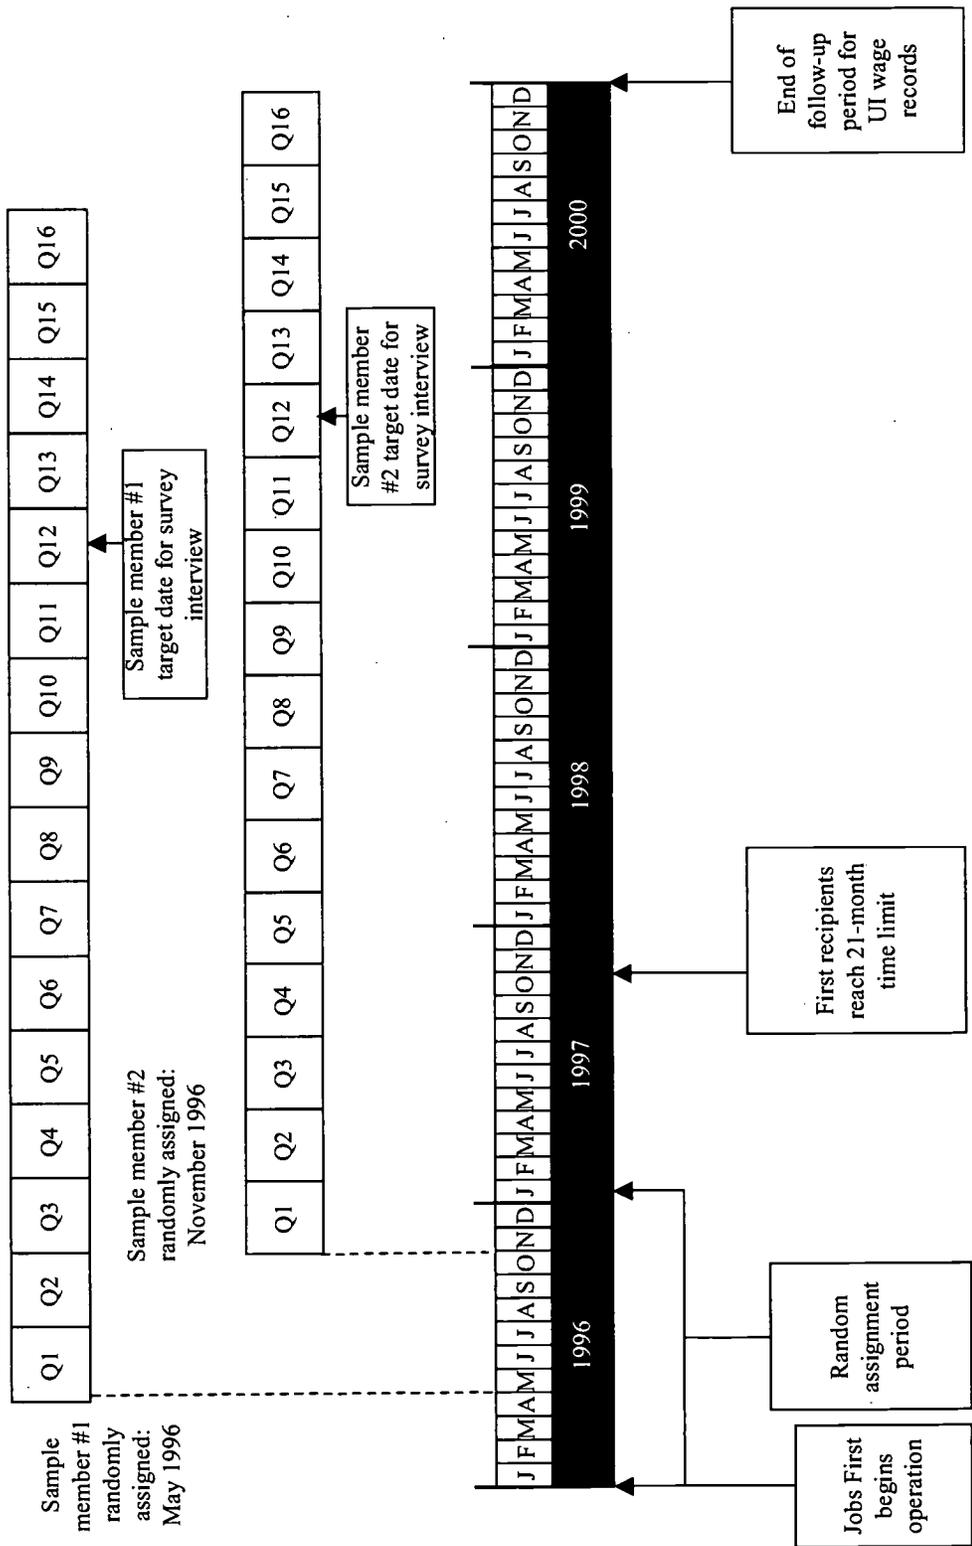 Sample
member #1
randomly
assigned:
May 1996
Q1 Q2 Q3 Q4 Q5 Q6 Q7 Q8 Q9 Q10 Q11 Q12 Q13 Q14 Q15 Q16
Sample member #1
target date for survey
interview
Sample member #2
randomly assigned:
November 1996
Q1 Q2 Q3 Q4 Q5 Q6 Q7 Q8 Q9 Q10 Q11 Q12 Q13 Q14 Q15 Q16
Sample member
#2 target date for
survey interview
J F M A M J J A S O N D J F M A M J J A S O N D J F M A M J J A S O N D J F M A M J J A S O N D J F M A M J J A S O N D
1996 1997 1998 1999 2000
Jobs First
begins
operation
Random
assignment
period
First recipients
reach 21-month
time limit
End of
follow-up
period for
UI wage
records